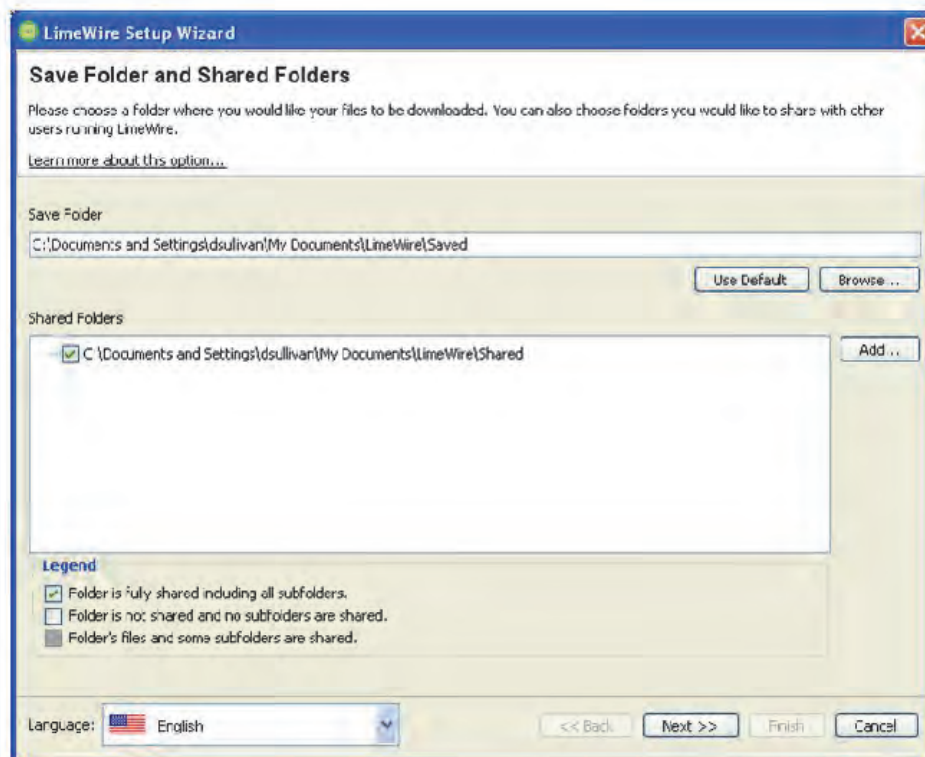 LimeWire Setup Wizard
Save Folder and Shared Folders
Please choose a folder where you would like your files to be downloaded. You can also choose folders you would like to share with other
users running LimeWire.
Learn more about this option...
Save Folder
C:\Documents and Settings\dsullivan\My Documents\LimeWire\Saved
Use Default Browse ...
Shared Folders
C:\Documents and Settings\dsullivan\My Documents\LimeWire\Shared
Add ...
Legend
Folder is fully shared including all subfolders.
Folder is not shared and no subfolders are shared.
Folder's files and some subfolders are shared.
Language: English << Back Next >> Finish Cancel